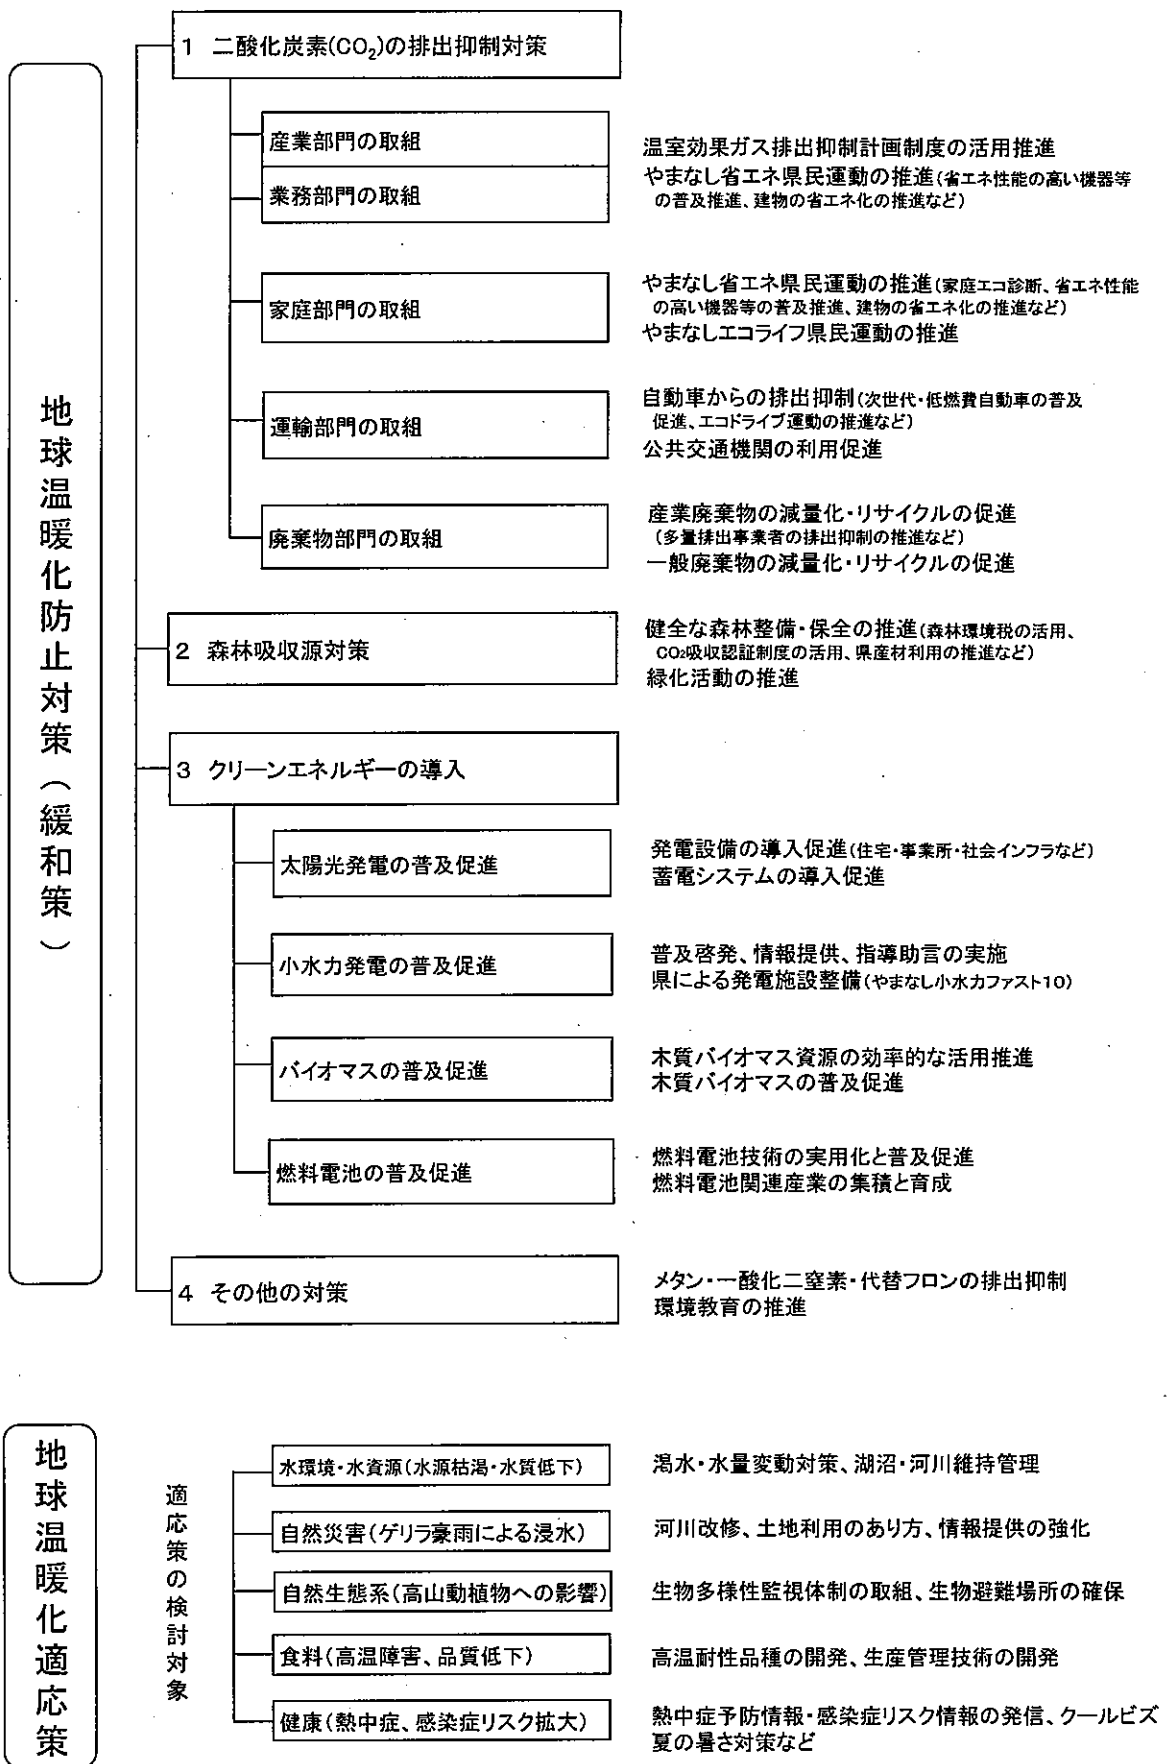 地球温暖化防止対策（緩和策）
1 二酸化炭素(CO₂)の排出抑制対策
産業部門の取組
業務部門の取組
温室効果ガス排出抑制計画制度の活用推進
やまなし省エネ県民運動の推進(省エネ性能の高い機器等
の普及推進、建物の省エネ化の推進など)
家庭部門の取組
やまなし省エネ県民運動の推進(家庭エコ診断、省エネ性能
の高い機器等の普及推進、建物の省エネ化の推進など)
やまなしエコライフ県民運動の推進
運輸部門の取組
自動車からの排出抑制(次世代・低燃費自動車の普及
促進、エコドライブ運動の推進など)
公共交通機関の利用促進
廃棄物部門の取組
産業廃棄物の減量化・リサイクルの促進
(多量排出事業者の排出抑制の推進など)
一般廃棄物の減量化・リサイクルの促進
2 森林吸収源対策
健全な森林整備・保全の推進(森林環境税の活用、
CO₂吸収認証制度の活用、県産材利用の推進など)
緑化活動の推進
3 クリーンエネルギーの導入
太陽光発電の普及促進
発電設備の導入促進(住宅・事業所・社会インフラなど)
蓄電システムの導入促進
小水力発電の普及促進
普及啓発、情報提供、指導助言の実施
県による発電施設整備(やまなし小水力ファスト10)
バイオマスの普及促進
木質バイオマス資源の効率的な活用推進
木質バイオマスの普及促進
燃料電池の普及促進
燃料電池技術の実用化と普及促進
燃料電池関連産業の集積と育成
4 その他の対策
メタン・一酸化二窒素・代替フロンの排出抑制
環境教育の推進
地球温暖化適応策
適応策の検討対象
水環境・水資源(水源枯渇・水質低下)
渇水・水量変動対策、湖沼・河川維持管理
自然災害(ゲリラ豪雨による浸水)
河川改修、土地利用のあり方、情報提供の強化
自然生態系(高山動植物への影響)
生物多様性監視体制の取組、生物避難場所の確保
食料(高温障害、品質低下)
高温耐性品種の開発、生産管理技術の開発
健康(熱中症、感染症リスク拡大)
熱中症予防情報・感染症リスク情報の発信、クールビズ
夏の暑さ対策など